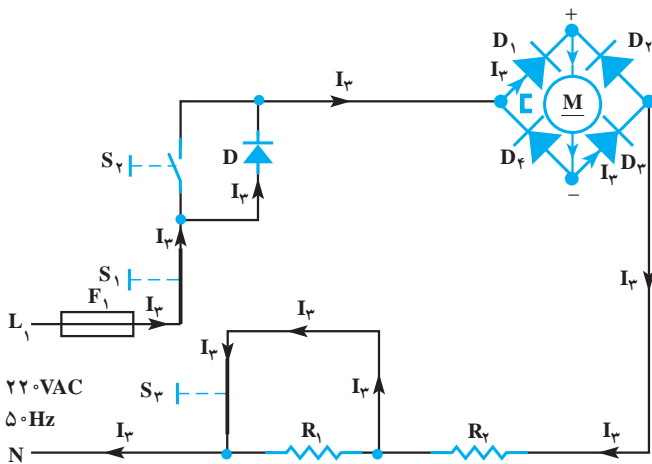 +
D۱ D۲
I۳ I۳
M
S۲ D D۴ D۳
I۳ I۳
−
I۳
S۱
F۱
L۱ I۳ I۳
I۳
I۳ I۳
۲۲۰VAC S۳
۵۰Hz
I۳ R۱ R۲ I۳
N